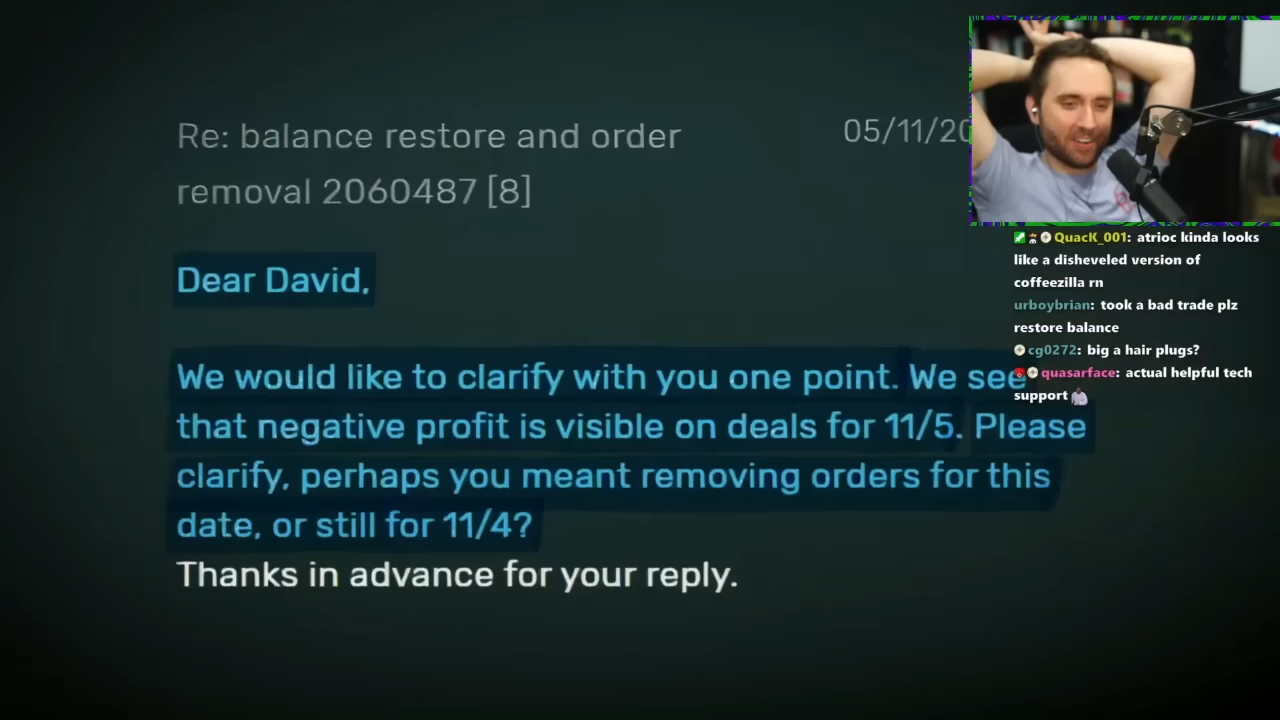 Re: balance restore and order
removal 2060487 [8]
05/11/20
Dear David,
We would like to clarify with you one point. We see
that negative profit is visible on deals for 11/5. Please
clarify, perhaps you meant removing orders for this
date, or still for 11/4?
Thanks in advance for your reply.
QuacK_001: atrioc kinda looks
like a disheveled version of
coffeezilla rn
urboybrian: took a bad trade plz
restore balance
cg0272: big a hair plugs?
quasarface: actual helpful tech
support